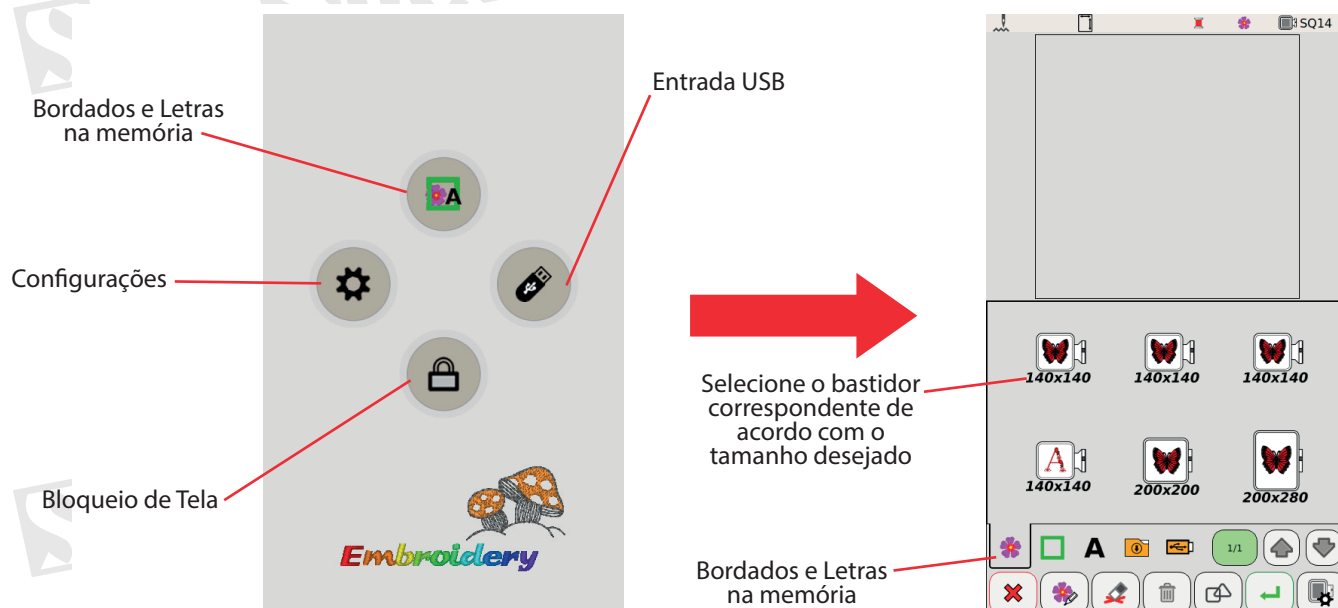 Bordados e Letras
na memória
Entrada USB
Configurações
Bloqueio de Tela
A
Embroidery
SQ14
Selecione o bastidor
correspondente de
acordo com o
tamanho desejado
140x140
140x140
140x140
A
140x140
200x200
200x280
A
1/1
Bordados e Letras
na memória